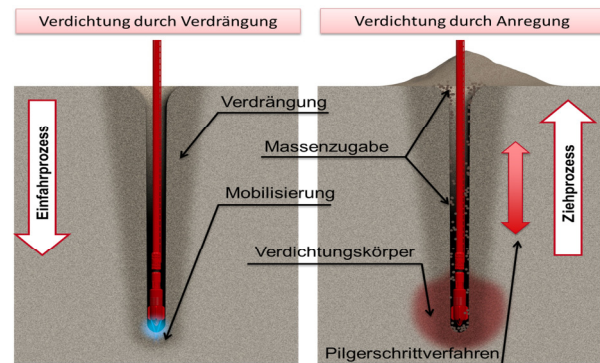 Verdichtung durch Verdrängung
Verdichtung durch Anregung
Einfahrprozess
Verdrängung
Massenzugabe
Mobilisierung
Verdichtungskörper
Pilgerschrittverfahren
Ziehprozess